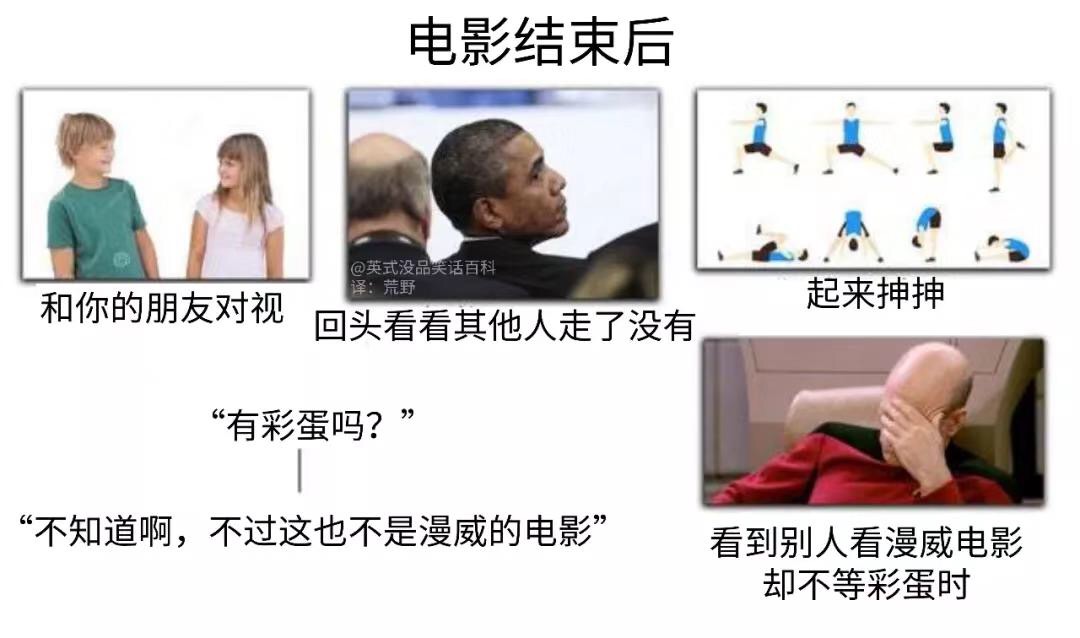 电影结束后
@英式没品笑话百科
译：荒野
和你的朋友对视
回头看看其他人走了没有
起来抻抻
“有彩蛋吗？”
“不知道啊，不过这也不是漫威的电影”
看到别人看漫威电影
却不等彩蛋时